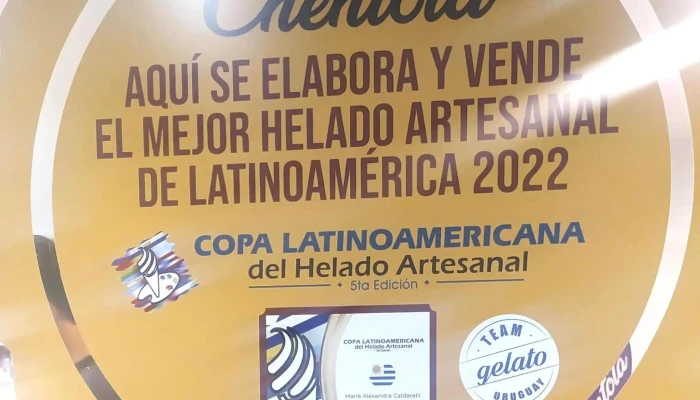 Chentola
AQUÍ SE ELABORA Y VENDE
EL MEJOR HELADO ARTESANAL
DE LATINOAMÉRICA 2022
COPA LATINOAMERICANA
del Helado Artesanal
5ta Edición
COPA LATINOAMERICANA
del Helado Artesanal
María Alexandra Caldarelli
TEAM
gelato
URUGUAY